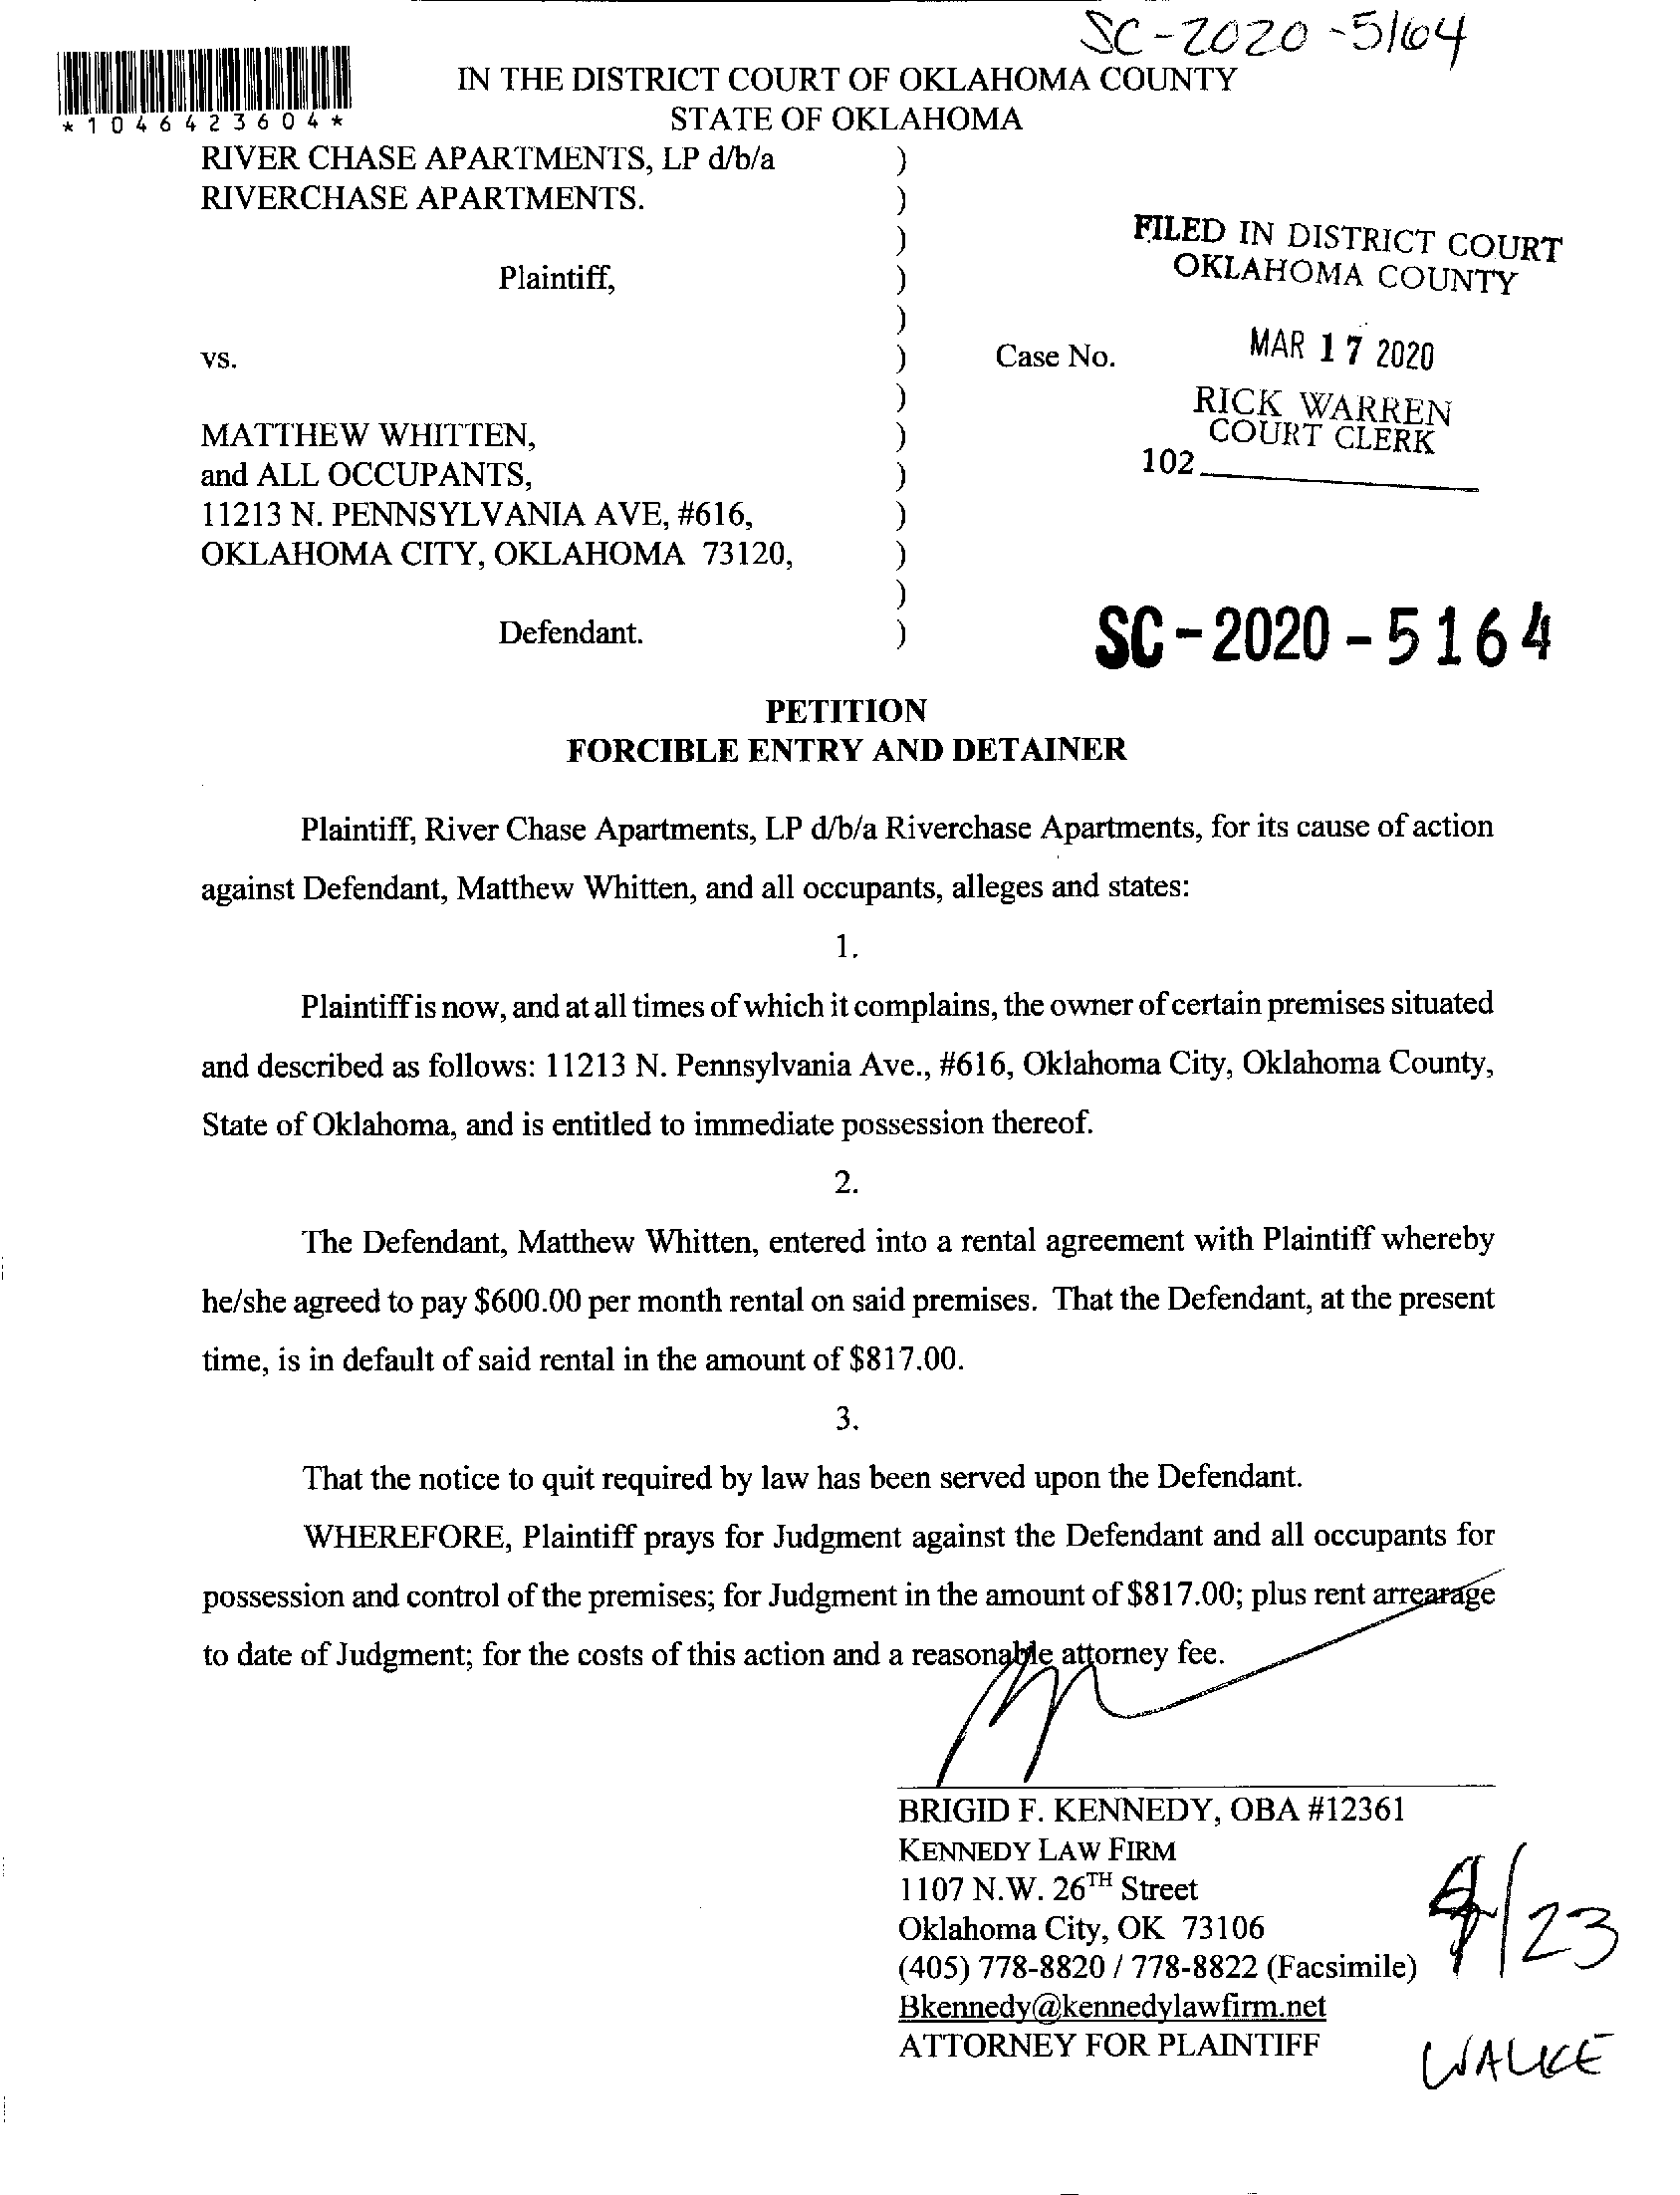 SC-2020-5164
*1046423604*
IN THE DISTRICT COURT OF OKLAHOMA COUNTY
STATE OF OKLAHOMA
RIVER CHASE APARTMENTS, LP d/b/a )
RIVERCHASE APARTMENTS. )
)
FILED IN DISTRICT COURT
OKLAHOMA COUNTY
Plaintiff, )
)
vs. ) Case No.
MAR 17 2020
)
RICK WARREN
COURT CLERK
MATTHEW WHITTEN, )
and ALL OCCUPANTS, )
102
11213 N. PENNSYLVANIA AVE, #616, )
OKLAHOMA CITY, OKLAHOMA 73120, )
)
Defendant. )
SC-2020-5164
PETITION
FORCIBLE ENTRY AND DETAINER
Plaintiff, River Chase Apartments, LP d/b/a Riverchase Apartments, for its cause of action
against Defendant, Matthew Whitten, and all occupants, alleges and states:
1.
Plaintiff is now, and at all times of which it complains, the owner of certain premises situated
and described as follows: 11213 N. Pennsylvania Ave., #616, Oklahoma City, Oklahoma County,
State of Oklahoma, and is entitled to immediate possession thereof.
2.
The Defendant, Matthew Whitten, entered into a rental agreement with Plaintiff whereby
he/she agreed to pay $600.00 per month rental on said premises. That the Defendant, at the present
time, is in default of said rental in the amount of $817.00.
3.
That the notice to quit required by law has been served upon the Defendant.
WHEREFORE, Plaintiff prays for Judgment against the Defendant and all occupants for
possession and control of the premises; for Judgment in the amount of $817.00; plus rent arrearage
to date of Judgment; for the costs of this action and a reasonable attorney fee.
BRIGID F. KENNEDY, OBA #12361
KENNEDY LAW FIRM
1107 N.W. 26TH Street
Oklahoma City, OK 73106
(405) 778-8820 / 778-8822 (Facsimile)
Bkennedy@kennedylawfirm.net
ATTORNEY FOR PLAINTIFF
WALKE